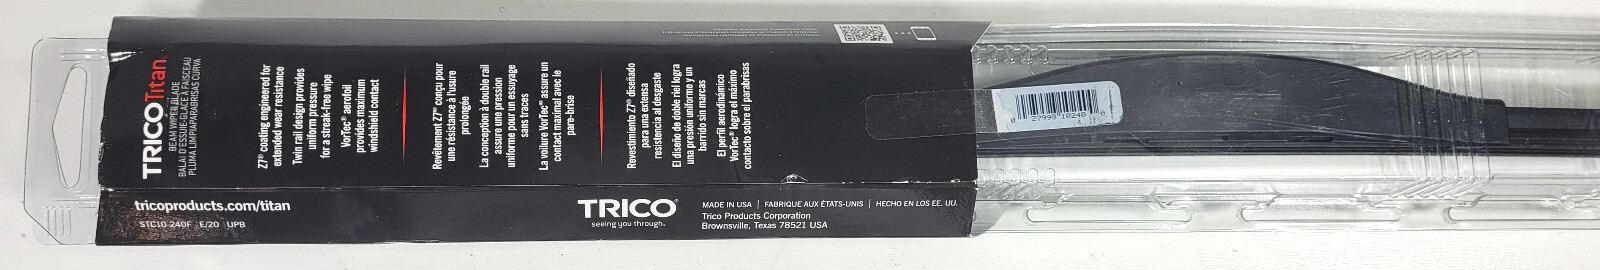 TRICO Titan
BEAM WIPER BLADE
BALAI D'ESSUIE-GLACE À FAISCEAU
PLUMA LIMPIAPARABRISAS CURVA
Z7® coating engineered for
extended wear resistance
Twin rail design provides
uniform pressure
for a streak-free wipe
VorTec® aerofoil
provides maximum
windshield contact
Revêtement Z7® conçu pour
une résistance à l'usure
prolongée
La conception à double rail
assure une pression
uniforme pour un essuyage
sans traces
La voilure VorTec® assure un
contact maximal avec le
pare-brise
Revestimiento Z7® diseñado
para una extensa
resistencia al desgaste
El diseño de doble riel logra
una presión uniforme y un
barrido sin marcas
El perfil aerodinámico
VorTec® logra el máximo
contacto sobre el parabrisas
0 27998 10240 0
tricoproducts.com/titan
STC10-240F E/20 UPB
TRICO®
seeing you through™
MADE IN USA | FABRIQUE AUX ÉTATS-UNIS | HECHO EN LOS EE. UU.
Trico Products Corporation
Brownsville, Texas 78521 USA